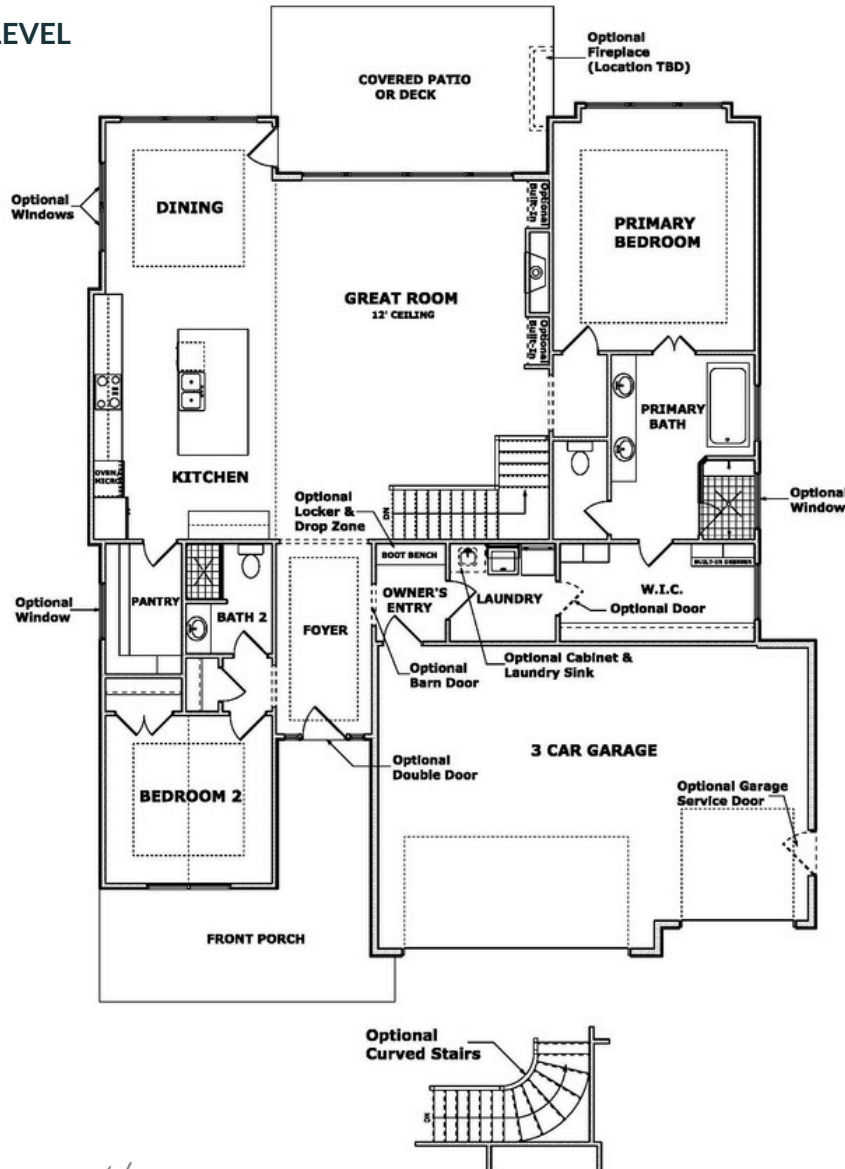 LEVEL
Optional
Fireplace
(Location TBD)
COVERED PATIO
OR DECK
Optional
Windows
DINING
Optional
Built-In
PRIMARY
BEDROOM
GREAT ROOM
12' CEILING
Optional
Built-In
PRIMARY
BATH
OVEN/
MICRO
KITCHEN
Optional
Locker &
Drop Zone
DN
Optional
Window
BOOT BENCH
BUILT-IN DRESSER
Optional
Window
PANTRY
BATH 2
FOYER
OWNER'S
ENTRY
LAUNDRY
W.I.C.
Optional Door
Optional
Barn Door
Optional Cabinet &
Laundry Sink
Optional
Double Door
3 CAR GARAGE
BEDROOM 2
Optional Garage
Service Door
FRONT PORCH
Optional
Curved Stairs
DN